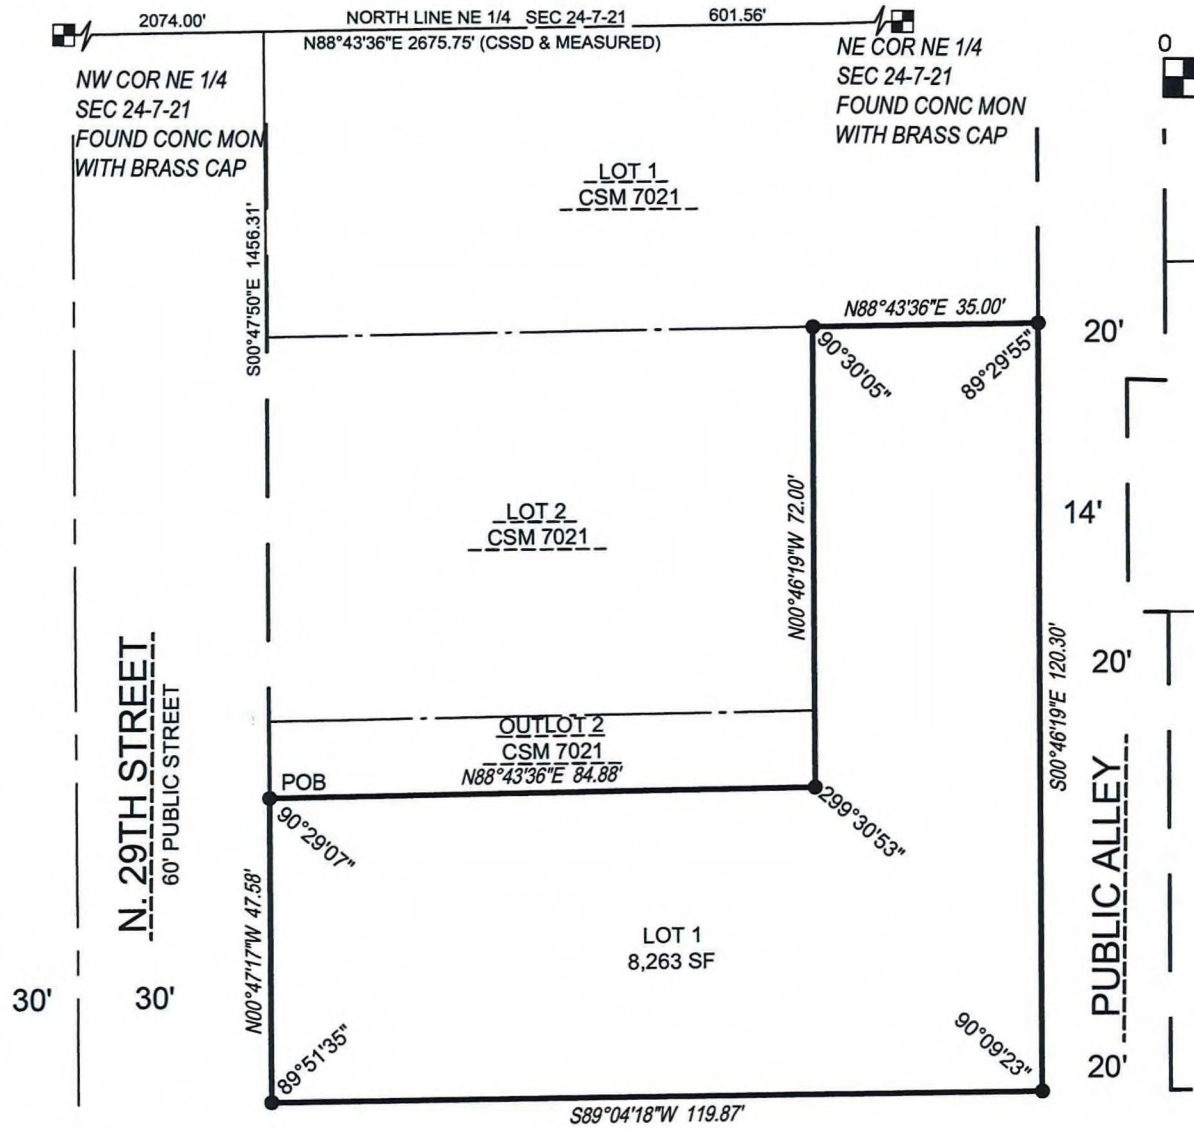 2074.00'
NORTH LINE NE 1/4 SEC 24-7-21
601.56'
N88°43'36"E 2675.75' (CSSD & MEASURED)
NW COR NE 1/4
SEC 24-7-21
FOUND CONC MON
WITH BRASS CAP
NE COR NE 1/4
SEC 24-7-21
FOUND CONC MON
WITH BRASS CAP
0
LOT 1
CSM 7021
S00°47'50"E 1456.31'
N88°43'36"E 35.00'
90°30'05"
89°29'55"
20'
LOT 2
CSM 7021
N00°46'19"W 72.00'
14'
N. 29TH STREET
60' PUBLIC STREET
20'
S00°46'19"E 120.30'
OUTLOT 2
CSM 7021
N88°43'36"E 84.88'
POB
90°29'07"
299°30'53"
PUBLIC ALLEY
N00°47'17"W 47.58'
LOT 1
8,263 SF
30'
30'
89°51'35"
90°09'23"
20'
S89°04'18"W 119.87'